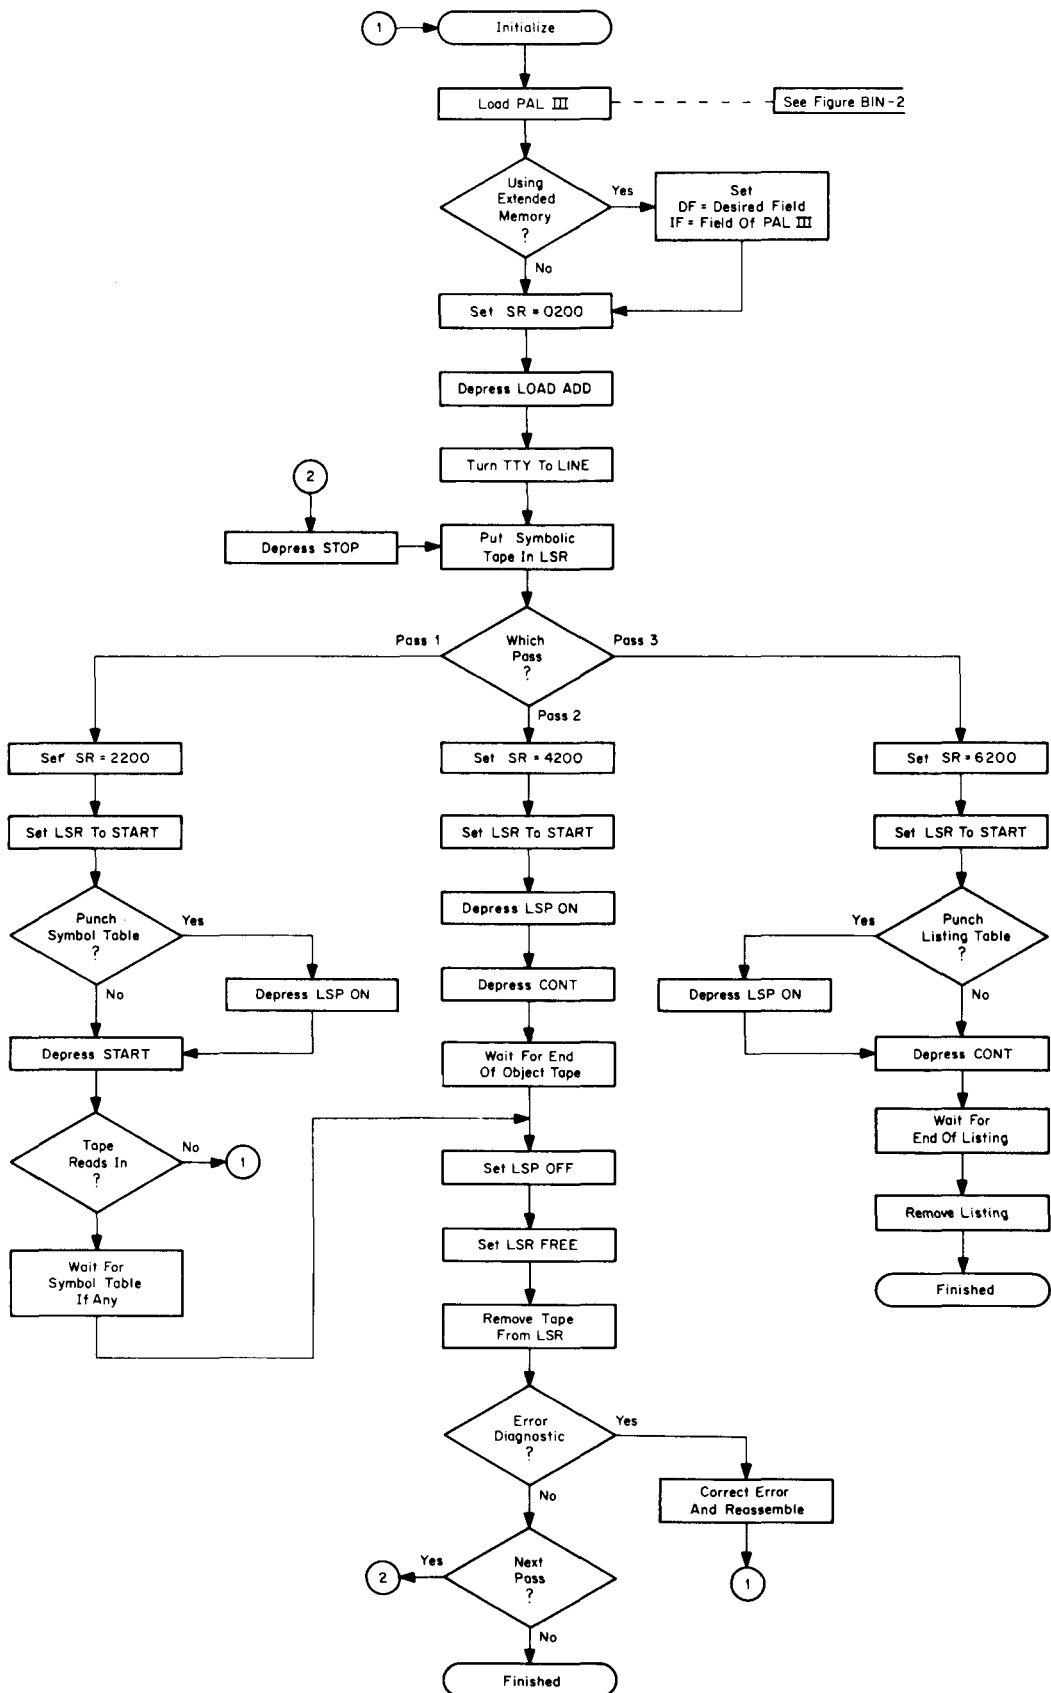 1
Initialize
Load PAL III
See Figure BIN-2
Using
Extended
Memory
?
Yes
Set
DF = Desired Field
IF = Field Of PAL III
No
Set SR = 0200
Depress LOAD ADD
Turn TTY To LINE
2
Depress STOP
Put Symbolic
Tape In LSR
Which
Pass
?
Pass 1
Pass 3
Pass 2
Set SR = 2200
Set SR = 4200
Set SR = 6200
Set LSR To START
Set LSR To START
Set LSR To START
Punch
Symbol Table
?
Yes
No
Depress LSP ON
Depress START
Tape
Reads In
?
No
1
Wait For
Symbol Table
If Any
Depress LSP ON
Depress CONT
Wait For End
Of Object Tape
Set LSP OFF
Set LSR FREE
Remove Tape
From LSR
Error
Diagnostic
?
Yes
Correct Error
And Reassemble
1
No
Next
Pass
?
Yes
2
No
Finished
Punch
Listing Table
?
Yes
Depress LSP ON
No
Depress CONT
Wait For
End Of Listing
Remove Listing
Finished